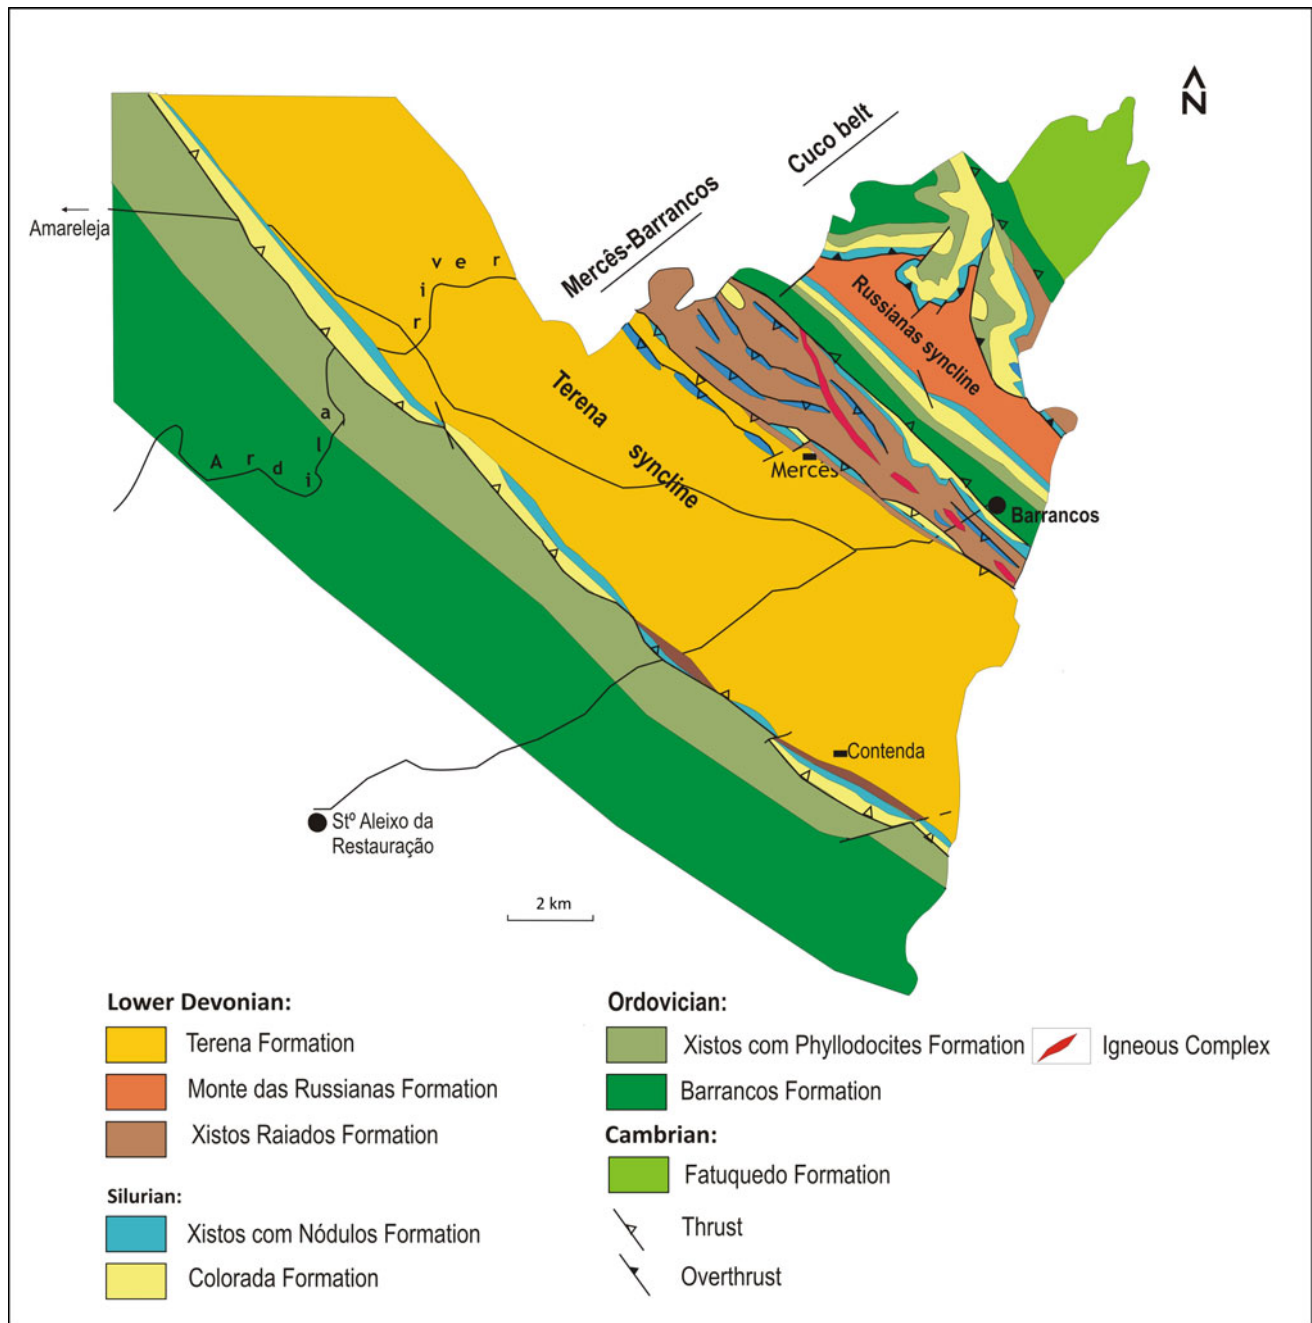 N
Cuco belt
Mercês-Barrancos
Amareleja
r i v e r
Russianas syncline
Terena syncline
A r d i l a
Mercês
Barrancos
Contenda
Stº Aleixo da
Restauração
2 km
Lower Devonian:
Terena Formation
Monte das Russianas Formation
Xistos Raiados Formation
Silurian:
Xistos com Nódulos Formation
Colorada Formation
Ordovician:
Xistos com Phyllodocites Formation
Igneous Complex
Barrancos Formation
Cambrian:
Fatuquedo Formation
Thrust
Overthrust